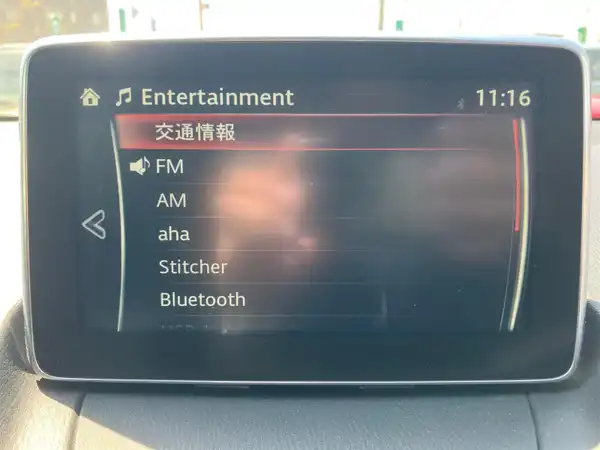 Entertainment 11:16
交通情報
FM
AM
aha
Stitcher
Bluetooth